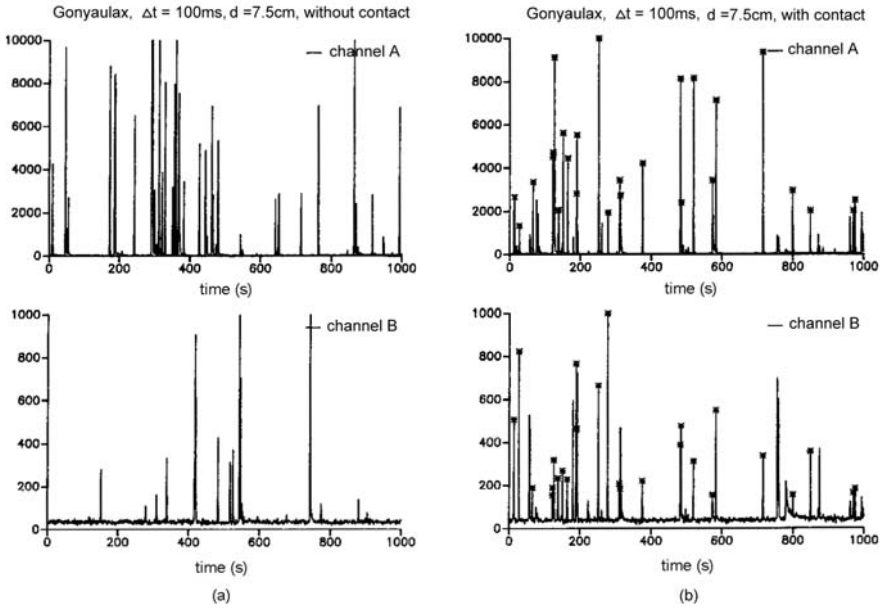 Gonyaulax, Δt = 100ms, d =7.5cm, without contact
channel A
10000
8000
6000
4000
2000
0
0 200 400 600 800 1000
time (s)
channel B
1000
800
600
400
200
0
0 200 400 600 800 1000
time (s)
(a)
Gonyaulax, Δt = 100ms, d =7.5cm, with contact
channel A
10000
8000
6000
4000
2000
0
0 200 400 600 800 1000
time (s)
channel B
1000
800
600
400
200
0
0 200 400 600 800 1000
time (s)
(b)